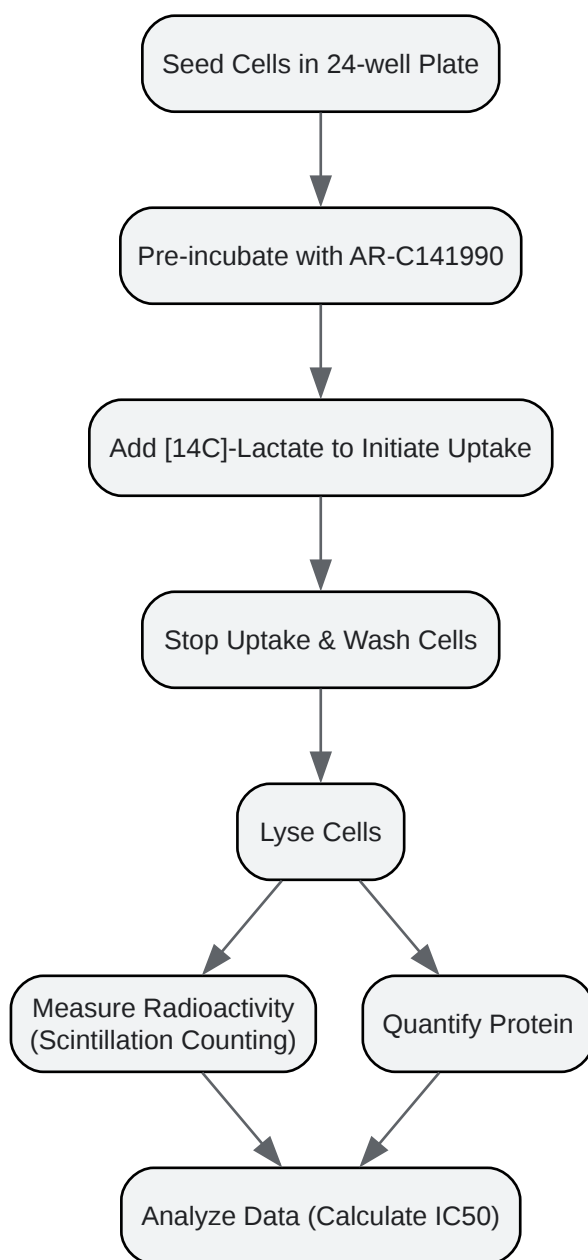 Seed Cells in 24-well Plate
Pre-incubate with AR-C141990
Add [14C]-Lactate to Initiate Uptake
Stop Uptake & Wash Cells
Lyse Cells
Measure Radioactivity
(Scintillation Counting)
Quantify Protein
Analyze Data (Calculate IC50)